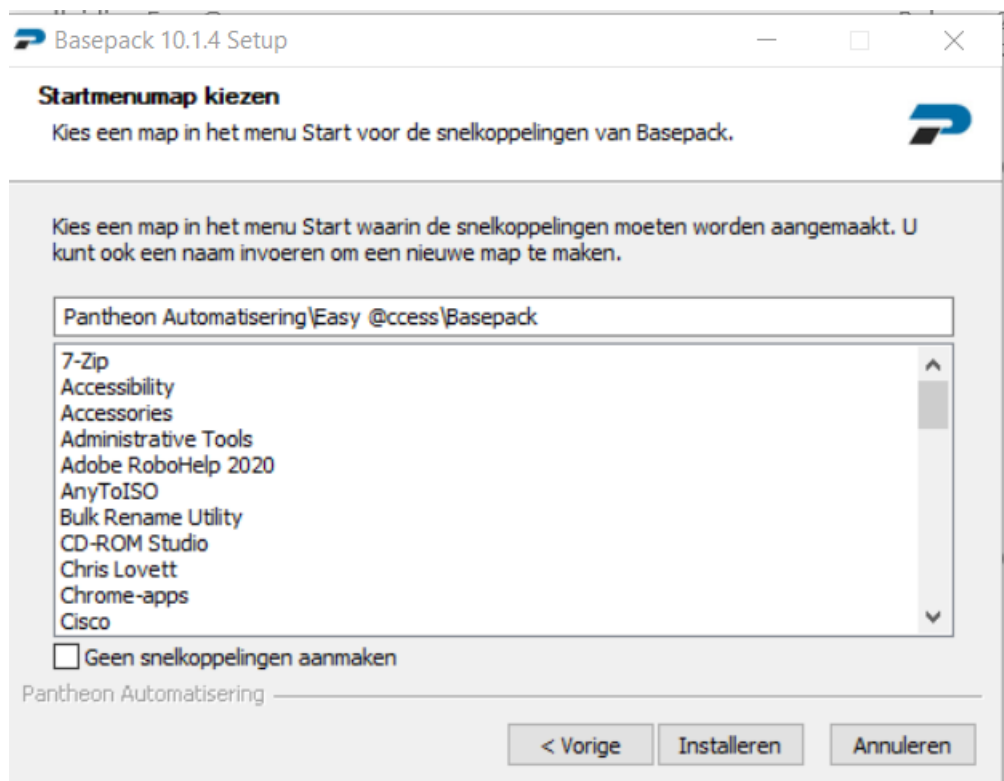 Basepack 10.1.4 Setup
Startmenumap kiezen
Kies een map in het menu Start voor de snelkoppelingen van Basepack.
Kies een map in het menu Start waarin de snelkoppelingen moeten worden aangemaakt. U
kunt ook een naam invoeren om een nieuwe map te maken.
Pantheon Automatisering\Easy @ccess\Basepack
7-Zip
Accessibility
Accessories
Administrative Tools
Adobe RoboHelp 2020
AnyToISO
Bulk Rename Utility
CD-ROM Studio
Chris Lovett
Chrome-apps
Cisco
Geen snelkoppelingen aanmaken
Pantheon Automatisering
< Vorige
Installeren
Annuleren